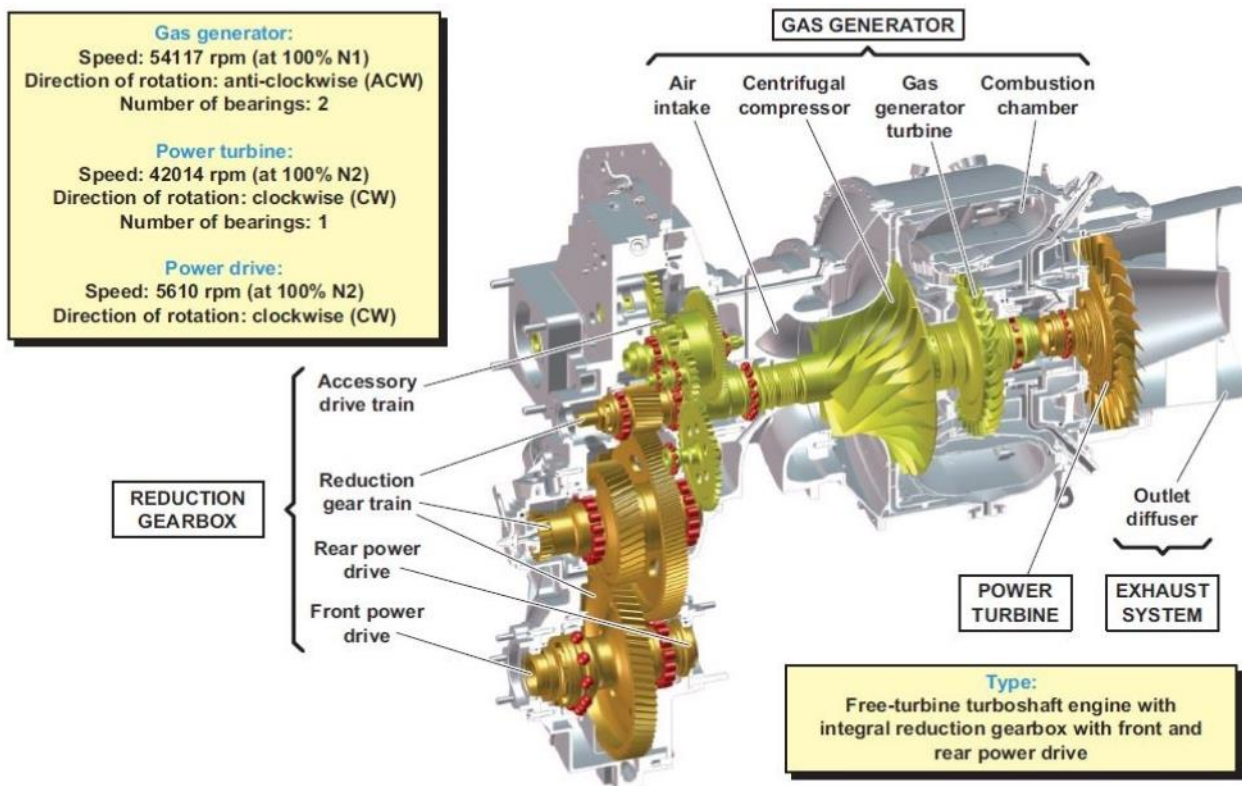 Gas generator:
Speed: 54117 rpm (at 100% N1)
Direction of rotation: anti-clockwise (ACW)
Number of bearings: 2
Power turbine:
Speed: 42014 rpm (at 100% N2)
Direction of rotation: clockwise (CW)
Number of bearings: 1
Power drive:
Speed: 5610 rpm (at 100% N2)
Direction of rotation: clockwise (CW)
GAS GENERATOR
Air
intake
Centrifugal
compressor
Gas
generator
turbine
Combustion
chamber
Accessory
drive train
REDUCTION
GEARBOX
Reduction
gear train
Rear power
drive
Front power
drive
Outlet
diffuser
POWER
TURBINE
EXHAUST
SYSTEM
Type:
Free-turbine turboshaft engine with
integral reduction gearbox with front and
rear power drive